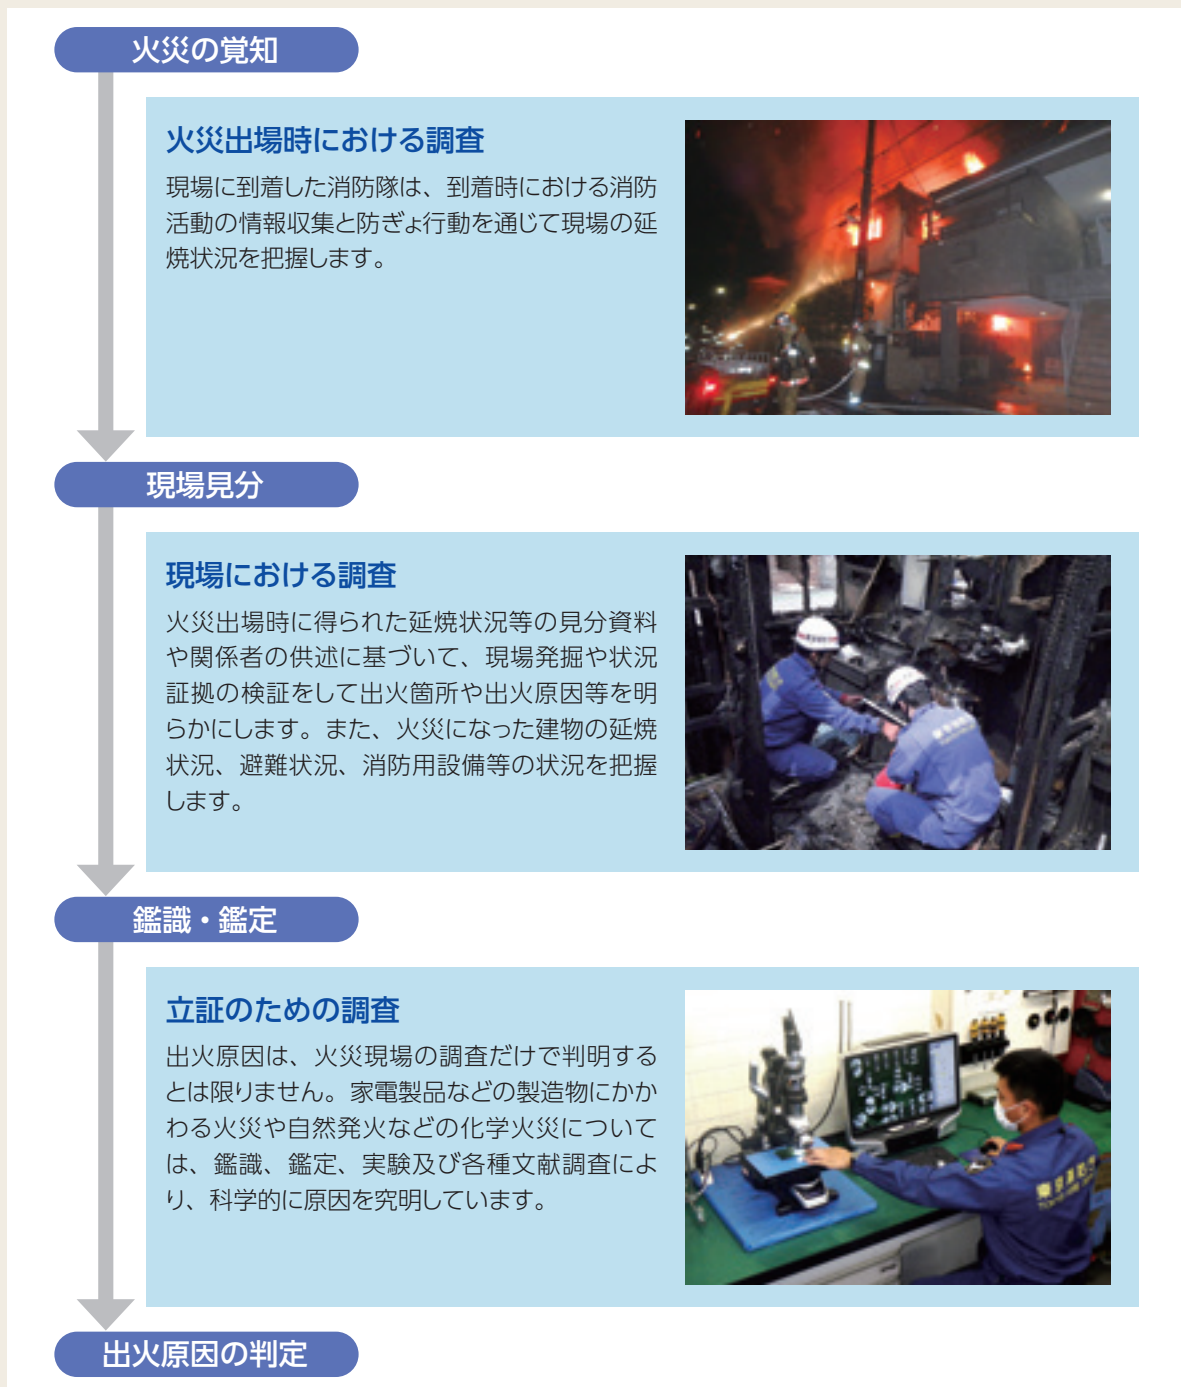 火災の覚知
火災出場時における調査
現場に到着した消防隊は、到着時における消防
活動の情報収集と防ぎょ行動を通じて現場の延
焼状況を把握します。
現場見分
現場における調査
火災出場時に得られた延焼状況等の見分資料
や関係者の供述に基づいて、現場発掘や状況
証拠の検証をして出火箇所や出火原因等を明
らかにします。また、火災になった建物の延焼
状況、避難状況、消防用設備等の状況を把握
します。
鑑識・鑑定
立証のための調査
出火原因は、火災現場の調査だけで判明する
とは限りません。家電製品などの製造物にかか
わる火災や自然発火などの化学火災について
は、鑑識、鑑定、実験及び各種文献調査によ
り、科学的に原因を究明しています。
出火原因の判定